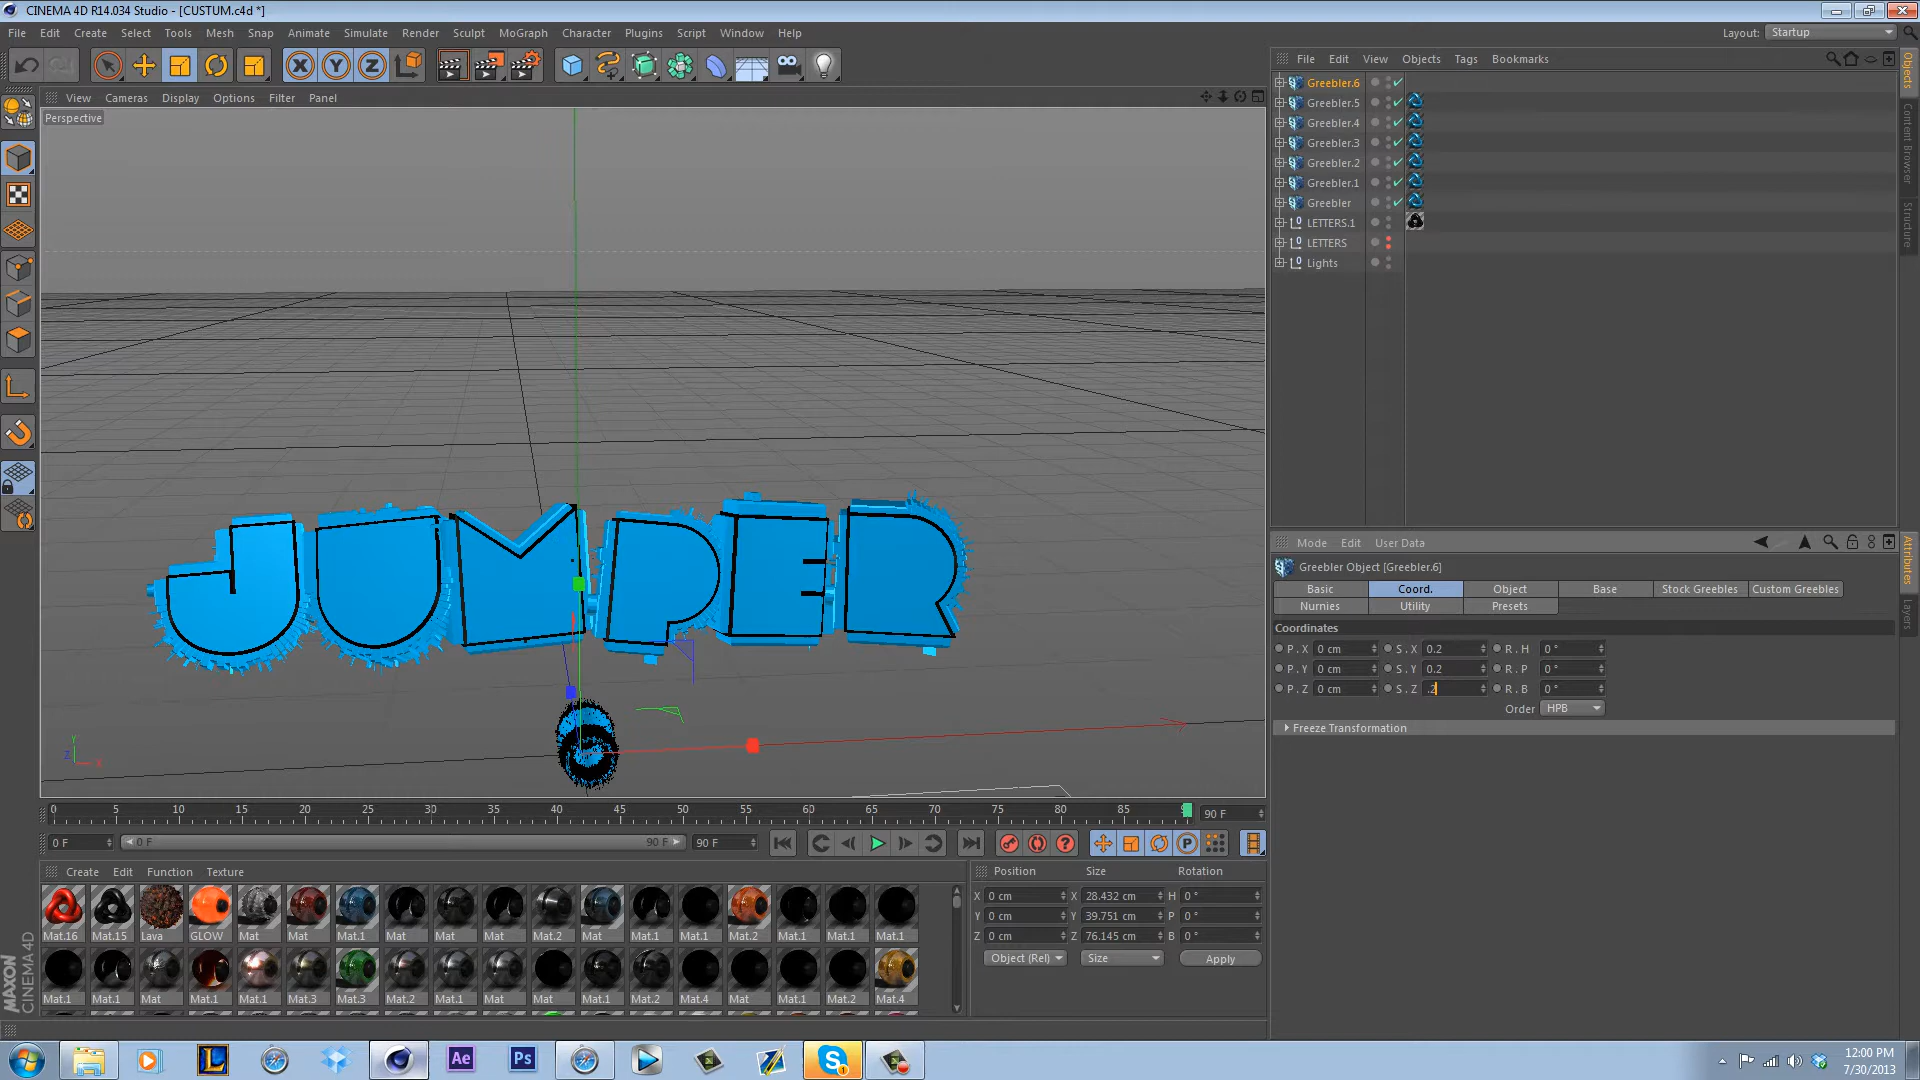 CINEMA 4D R14.034 Studio - [CUSTUM.c4d *]
File Edit Create Select Tools Mesh Snap Animate Simulate Render Sculpt MoGraph Character Plugins Script Window Help
Layout: Startup
View Cameras Display Options Filter Panel
Perspective
JUMPER
File Edit View Objects Tags Bookmarks
Greebler.6
Greebler.5
Greebler.4
Greebler.3
Greebler.2
Greebler.1
Greebler
LETTERS.1
LETTERS
Lights
Objects
Content Browser
Structure
Mode Edit User Data
Greebler Object [Greebler.6]
Basic Coord. Object Base Stock Greebles Custom Greebles
Nurnies Utility Presets
Coordinates
P . X 0 cm S . X 0.2 R . H 0 °
P . Y 0 cm S . Y 0.2 R . P 0 °
P . Z 0 cm S . Z .2 R . B 0 °
Order HPB
Freeze Transformation
Attributes
Layers
Y
Z X
0 5 10 15 20 25 30 35 40 45 50 55 60 65 70 75 80 85 90 F
0 F 0 F 90 F 90 F
Create Edit Function Texture
Mat.16 Mat.15 Lava GLOW Mat Mat Mat.1 Mat Mat Mat.2 Mat Mat.1 Mat.1 Mat.2 Mat.1 Mat.1 Mat.1
Mat.1 Mat.1 Mat Mat.1 Mat.1 Mat.3 Mat.3 Mat.2 Mat.1 Mat Mat Mat.1 Mat.2 Mat.4 Mat Mat.1 Mat.2 Mat.4
Position Size Rotation
X 0 cm X 28.432 cm H 0 °
Y 0 cm Y 39.751 cm P 0 °
Z 0 cm Z 76.145 cm B 0 °
Object (Rel) Size Apply
MAXON
CINEMA 4D
Ae Ps
12:00 PM
7/30/2013